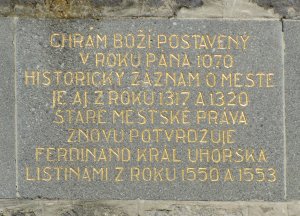 CHRÁM BOŽÍ POSTAVENÝ
V ROKU PÁNA 1070
HISTORICKÝ ZÁZNAM O MESTE
JE AJ Z ROKU 1317 A 1320
STARÉ MESTSKÉ PRÁVA
ZNOVU POTVRDZUJE
FERDINAND KRÁĽ UHORSKA
LISTINAMI Z ROKU 1550 A 1553